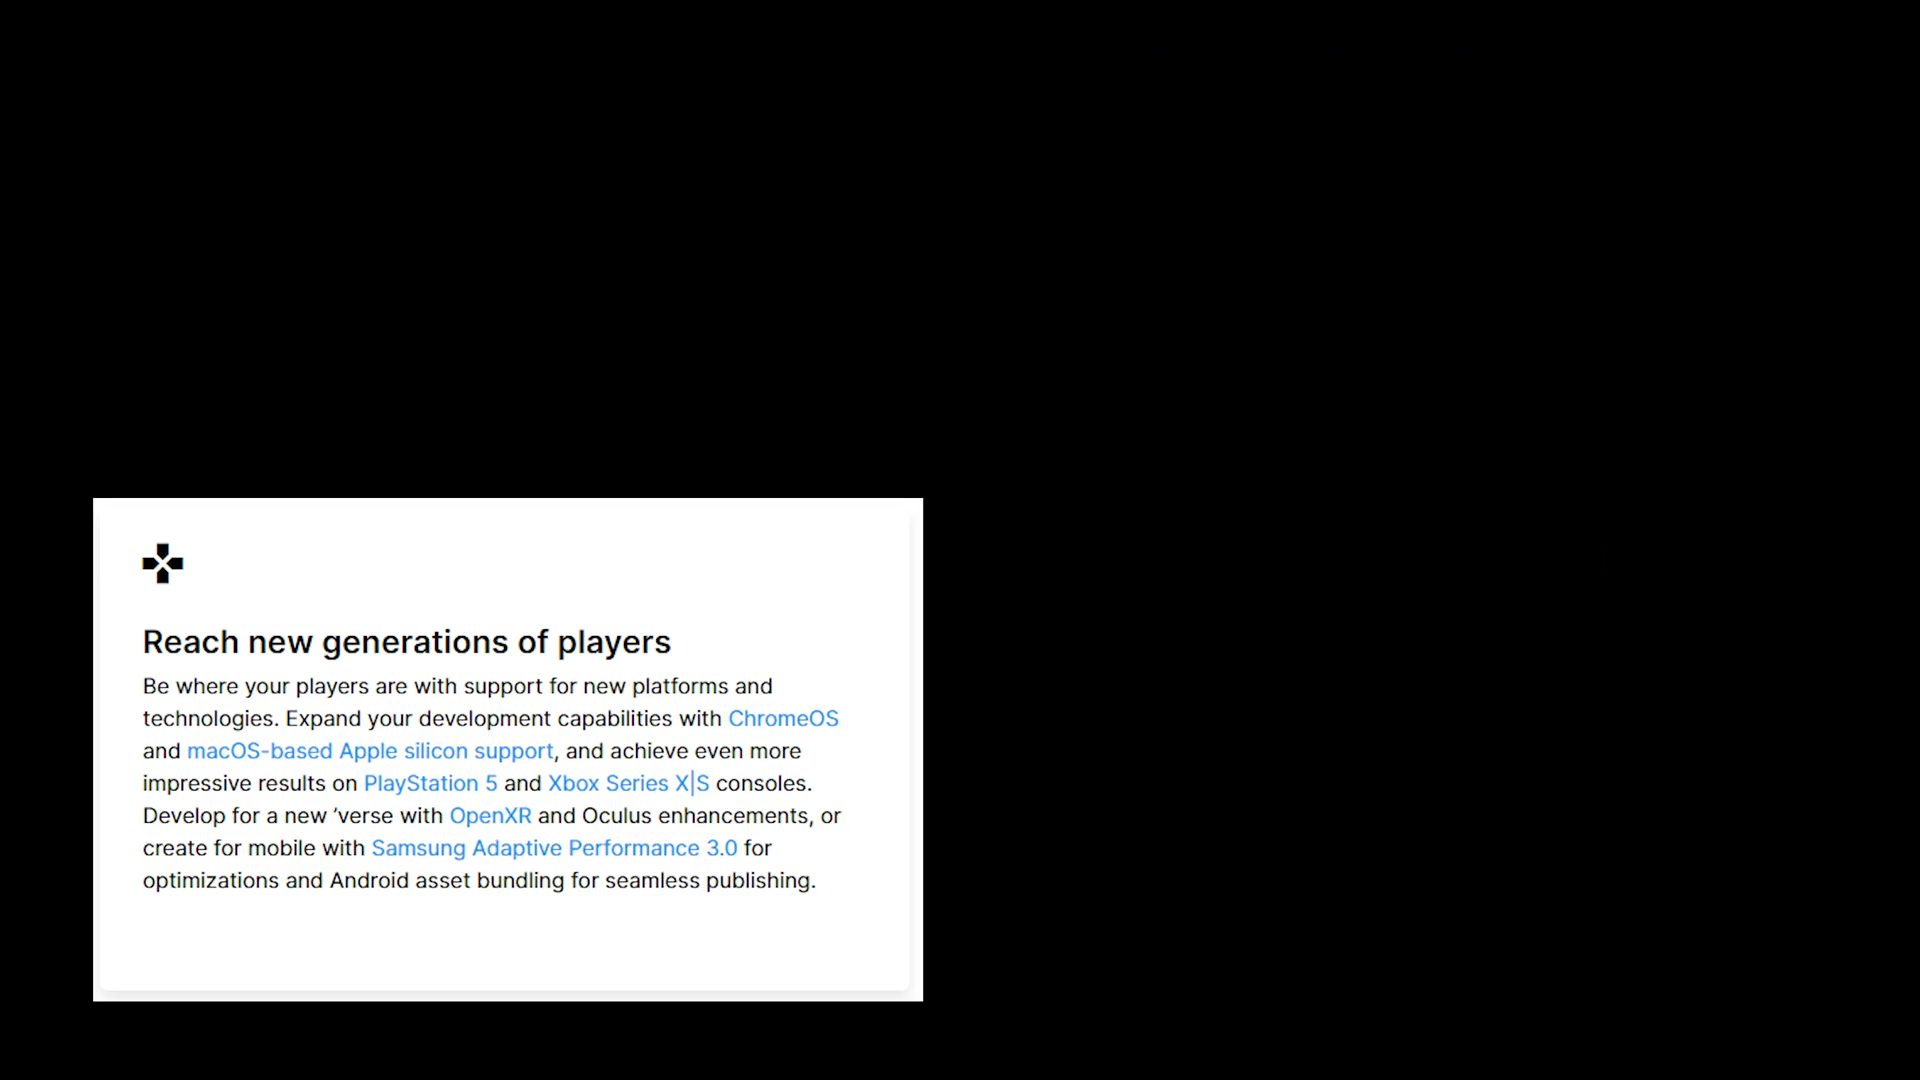 Reach new generations of players
Be where your players are with support for new platforms and
technologies. Expand your development capabilities with ChromeOS
and macOS-based Apple silicon support, and achieve even more
impressive results on PlayStation 5 and Xbox Series X|S consoles.
Develop for a new ‘verse with OpenXR and Oculus enhancements, or
create for mobile with Samsung Adaptive Performance 3.0 for
optimizations and Android asset bundling for seamless publishing.